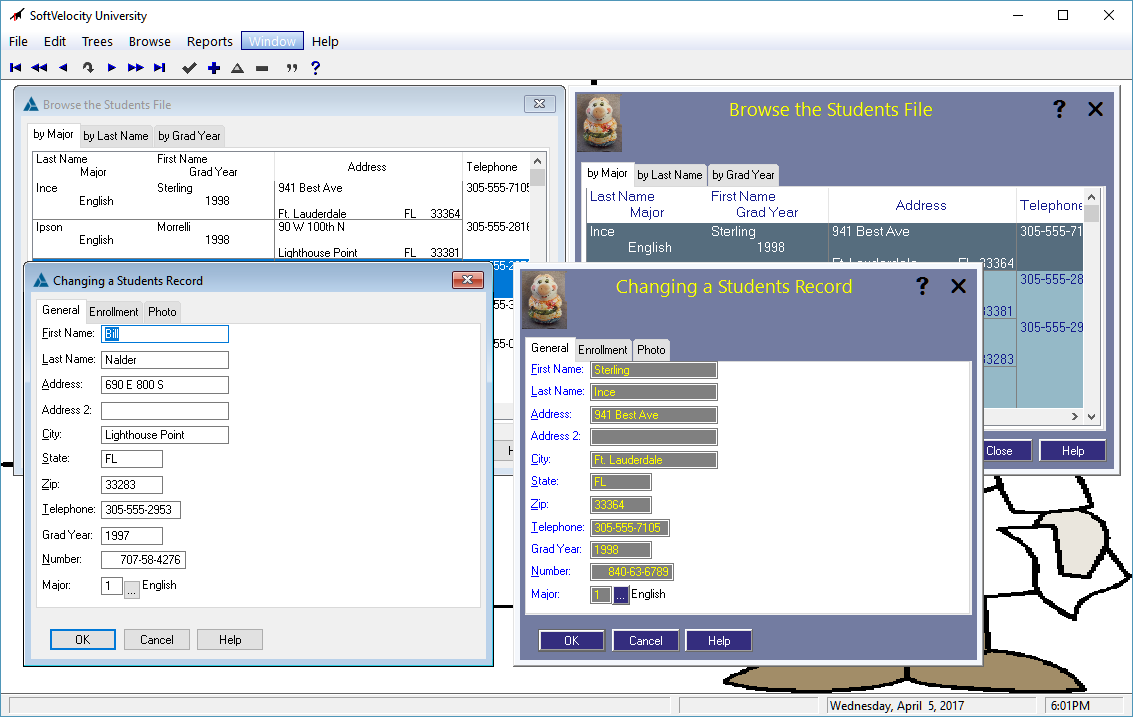 SoftVelocity University
File Edit Trees Browse Reports Window Help
Browse the Students File
by Major by Last Name by Grad Year
Last Name First Name Address Telephone
Major Grad Year
Ince Sterling 941 Best Ave 305-555-7105
English 1998
Ft. Lauderdale FL 33364
Ipson Morrelli 90 W 100th N 305-555-2816
English 1998
Lighthouse Point FL 33381
Changing a Students Record
General Enrollment Photo
First Name: Bill
Last Name: Nalder
Address: 690 E 800 S
Address 2:
City: Lighthouse Point
State: FL
Zip: 33283
Telephone: 305-555-2953
Grad Year: 1997
Number: 707-58-4276
Major: 1 ... English
OK Cancel Help
Browse the Students File ?
by Major by Last Name by Grad Year
Last Name First Name Address Telephone
Major Grad Year
Ince Sterling 941 Best Ave 305-555-71
English 1998
Ft. Lauderdale FL 33364
305-555-28
33381
305-555-29
33283
Close Help
Changing a Students Record ?
General Enrollment Photo
First Name: Sterling
Last Name: Ince
Address: 941 Best Ave
Address 2:
City: Ft. Lauderdale
State: FL
Zip: 33364
Telephone: 305-555-7105
Grad Year: 1998
Number: 840-63-6789
Major: 1 ... English
OK Cancel Help
Wednesday, April 5, 2017 6:01PM